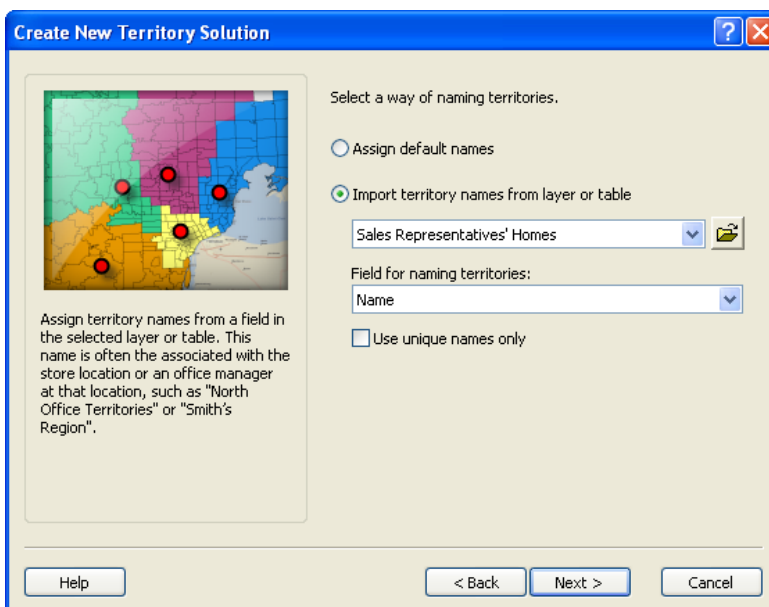 Create New Territory Solution
Select a way of naming territories.
Assign default names
Import territory names from layer or table
Sales Representatives' Homes
Field for naming territories:
Name
Use unique names only
Assign territory names from a field in
the selected layer or table. This
name is often the associated with the
store location or an office manager
at that location, such as "North
Office Territories" or "Smith's
Region".
Help
< Back
Next >
Cancel